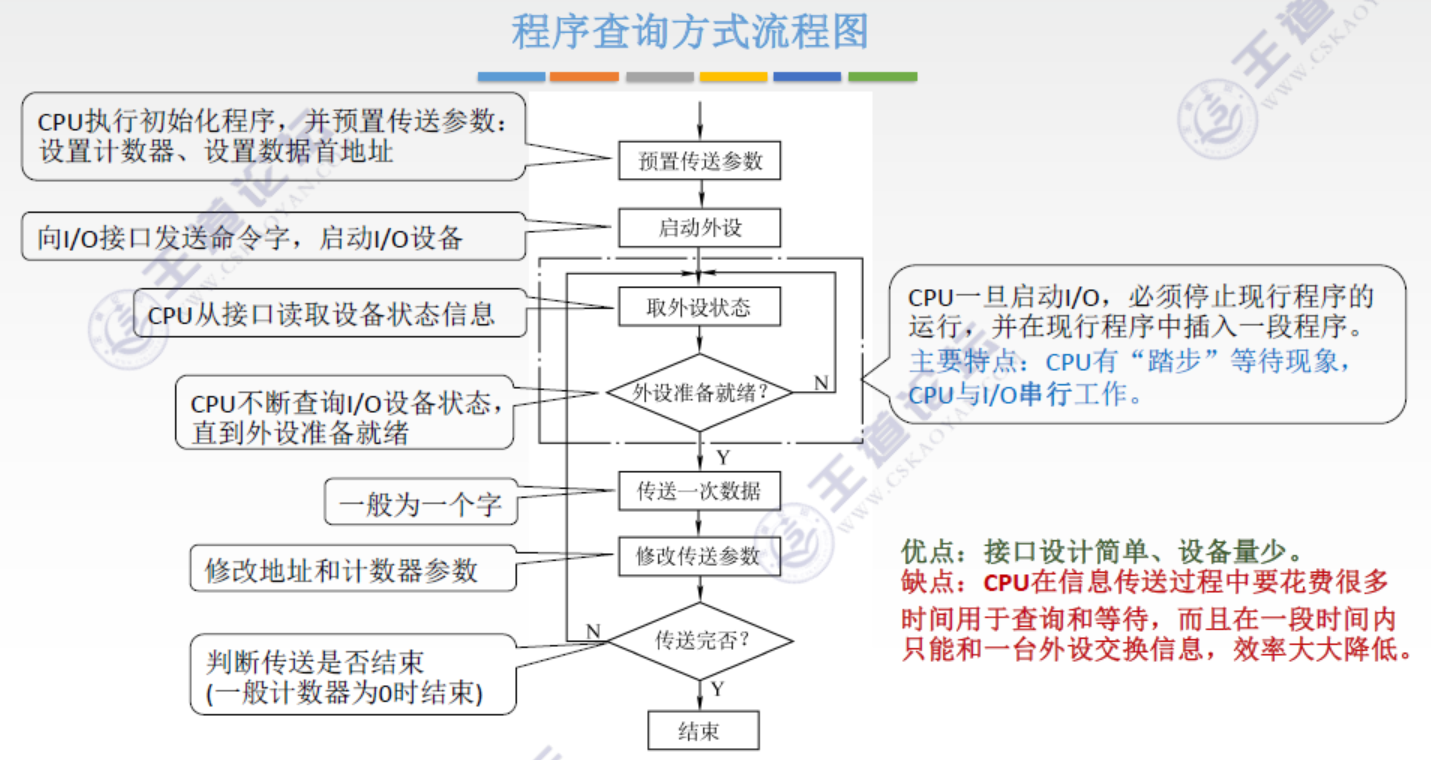 程序查询方式流程图
CPU执行初始化程序，并预置传送参数：
设置计数器、设置数据首地址
预置传送参数
向I/O接口发送命令字，启动I/O设备
启动外设
CPU从接口读取设备状态信息
取外设状态
CPU一旦启动I/O，必须停止现行程序的
运行，并在现行程序中插入一段程序。
主要特点：CPU有“踏步”等待现象，
CPU与I/O串行工作。
CPU不断查询I/O设备状态，
直到外设准备就绪
外设准备就绪？
N
Y
一般为一个字
传送一次数据
修改地址和计数器参数
修改传送参数
优点：接口设计简单、设备量少。
缺点：CPU在信息传送过程中要花费很多
时间用于查询和等待，而且在一段时间内
只能和一台外设交换信息，效率大大降低。
判断传送是否结束
(一般计数器为0时结束)
N
传送完否？
Y
结束
王道论坛
WWW.CSKAOYAN.COM